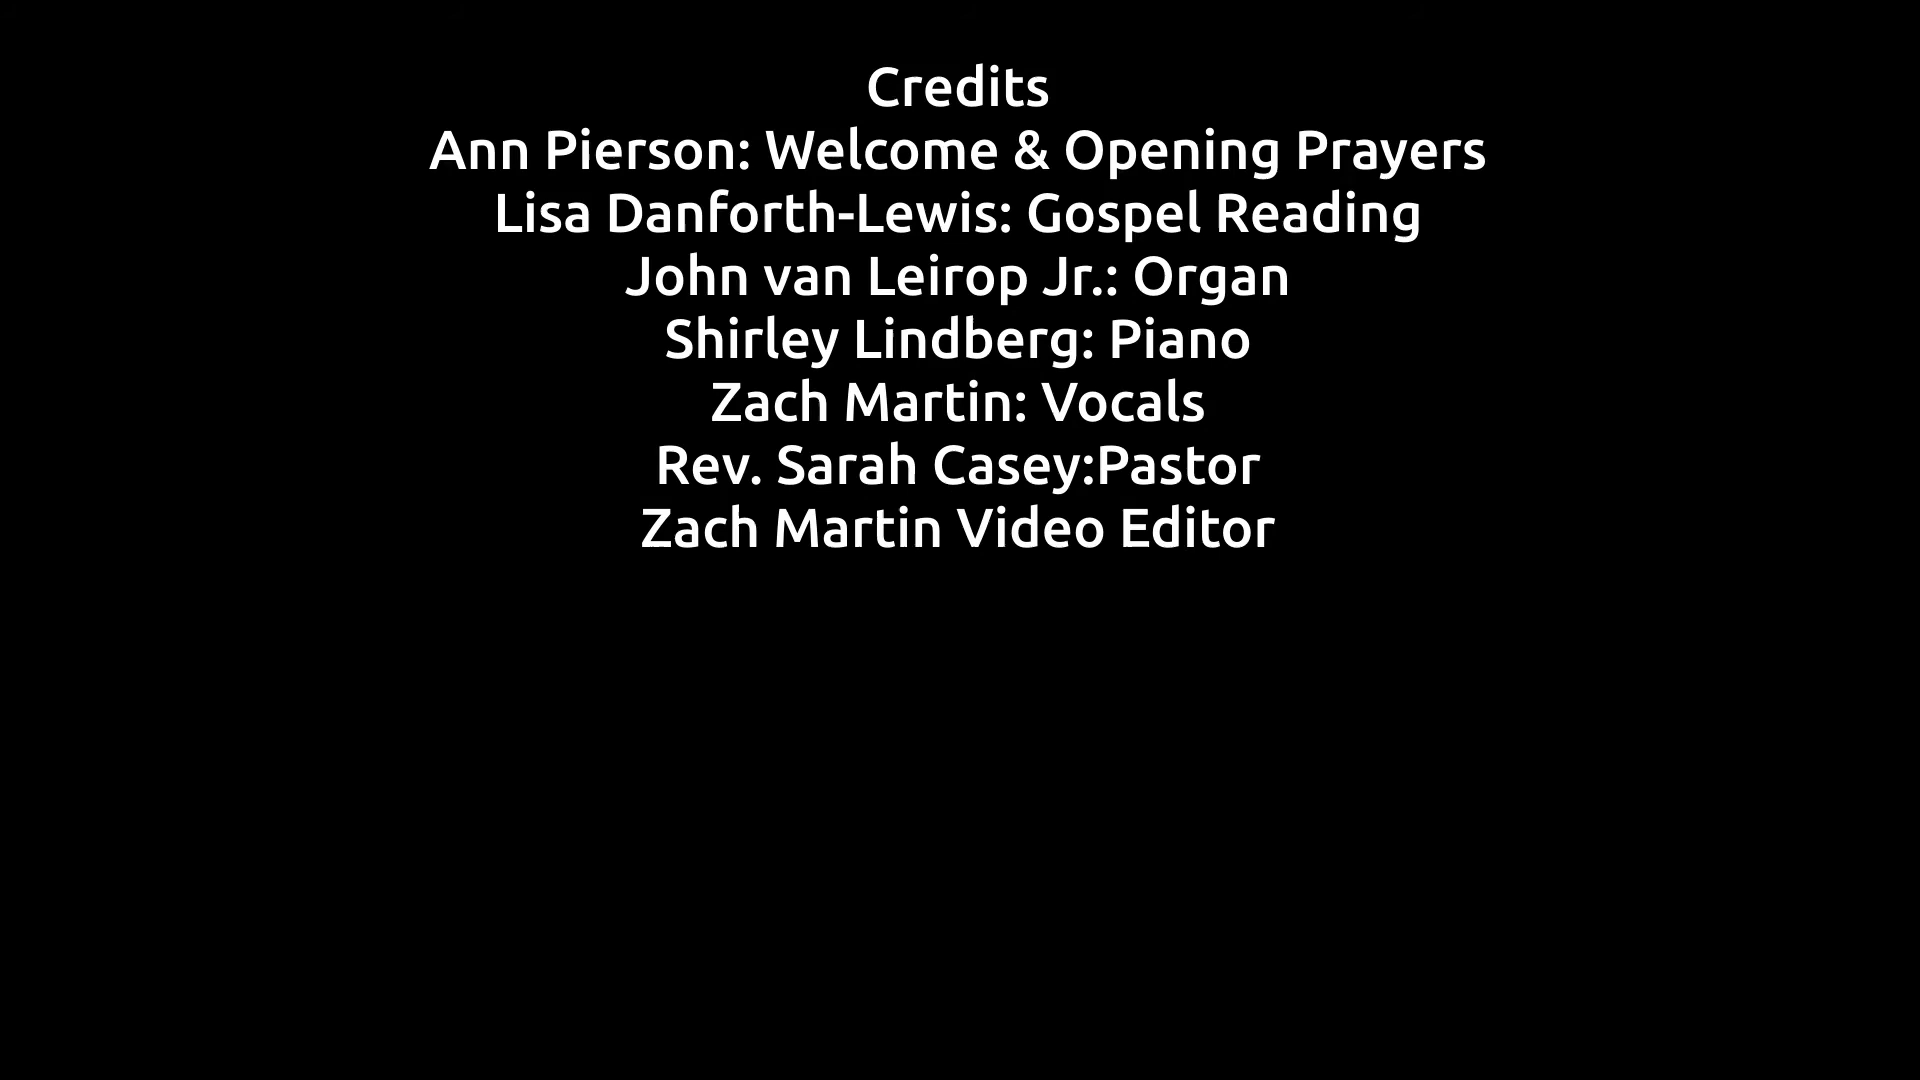 Credits
Ann Pierson: Welcome & Opening Prayers
Lisa Danforth-Lewis: Gospel Reading
John van Leirop Jr.: Organ
Shirley Lindberg: Piano
Zach Martin: Vocals
Rev. Sarah Casey:Pastor
Zach Martin Video Editor